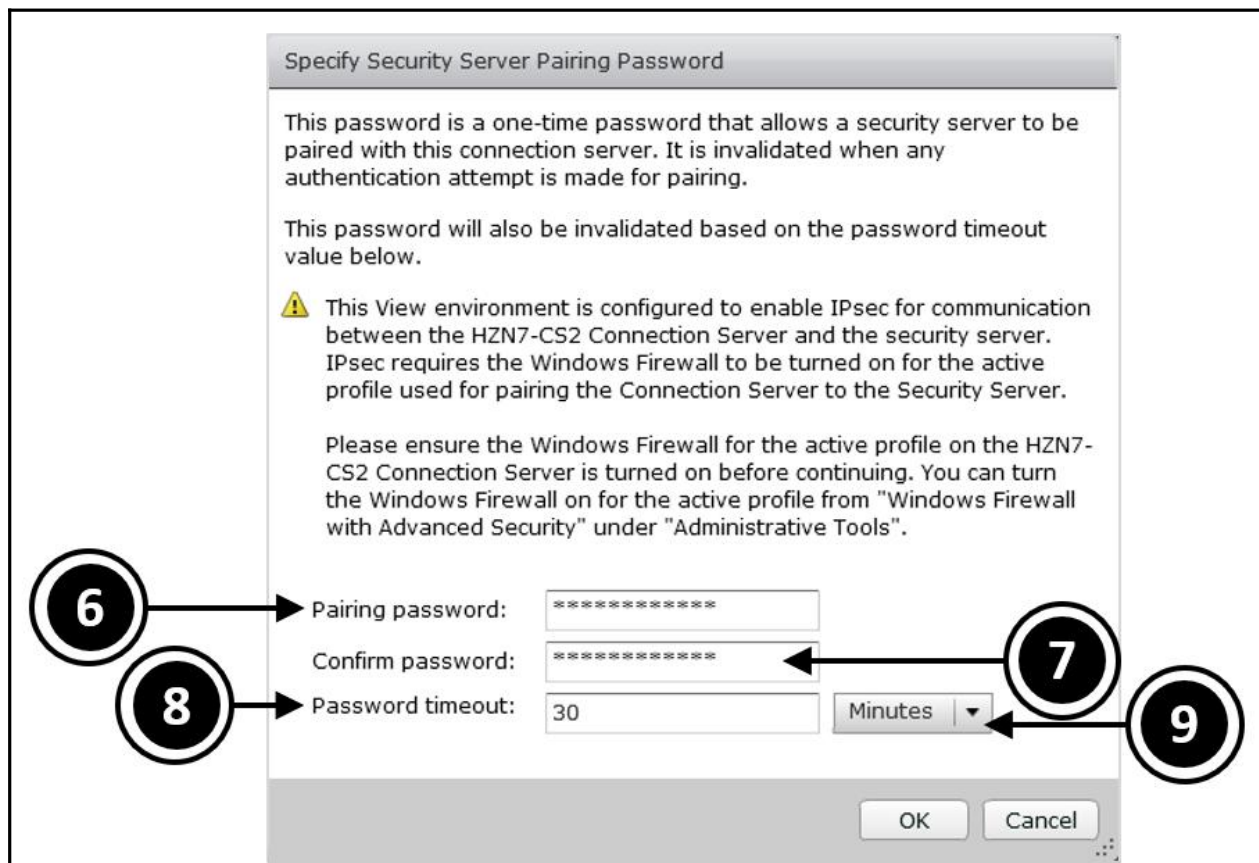 Specify Security Server Pairing Password
This password is a one-time password that allows a security server to be
paired with this connection server. It is invalidated when any
authentication attempt is made for pairing.
This password will also be invalidated based on the password timeout
value below.
This View environment is configured to enable IPsec for communication
between the HZN7-CS2 Connection Server and the security server.
IPsec requires the Windows Firewall to be turned on for the active
profile used for pairing the Connection Server to the Security Server.
Please ensure the Windows Firewall for the active profile on the HZN7-
CS2 Connection Server is turned on before continuing. You can turn
the Windows Firewall on for the active profile from "Windows Firewall
with Advanced Security" under "Administrative Tools".
6 Pairing password: ************
Confirm password: ************ 7
8 Password timeout: 30 Minutes 9
OK Cancel